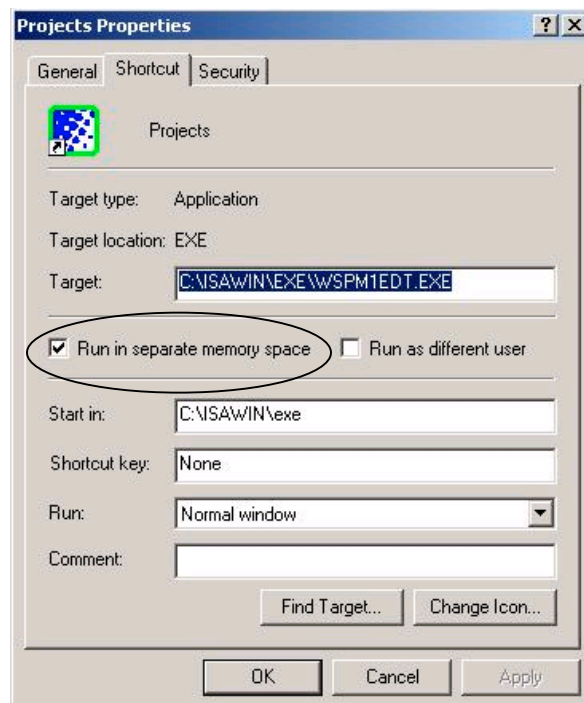 Projects Properties
General Shortcut Security
Projects
Target type: Application
Target location: EXE
Target: C:\ISAWIN\EXE\WSPM1EDT.EXE
Run in separate memory space Run as different user
Start in: C:\ISAWIN\exe
Shortcut key: None
Run: Normal window
Comment:
Find Target... Change Icon...
OK Cancel Apply